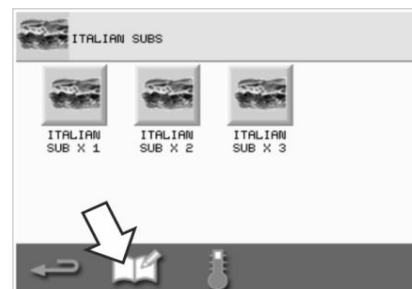 ITALIAN SUBS
ITALIAN
SUB X 1
ITALIAN
SUB X 2
ITALIAN
SUB X 3